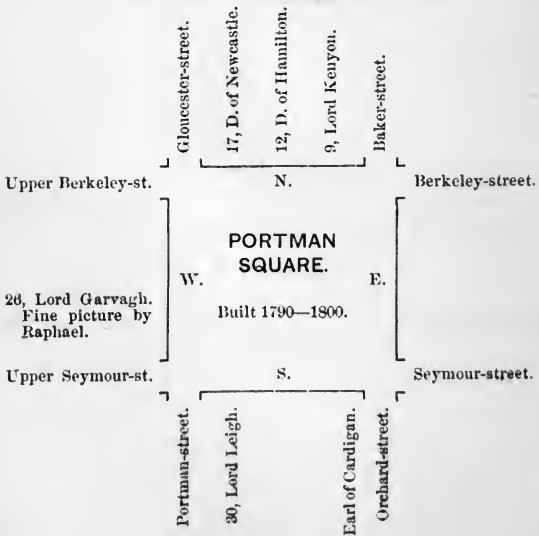 Gloucester-street.
17, D. of Newcastle.
12, D. of Hamilton.
9, Lord Kenyon.
Baker-street.
Upper Berkeley-st.
N.
Berkeley-street.
PORTMAN
SQUARE.
W.
E.
26, Lord Garvagh.
Fine picture by
Raphael.
Built 1790—1800.
Upper Seymour-st.
S.
Seymour-street.
Portman-street.
30, Lord Leigh.
Earl of Cardigan.
Orchard-street.